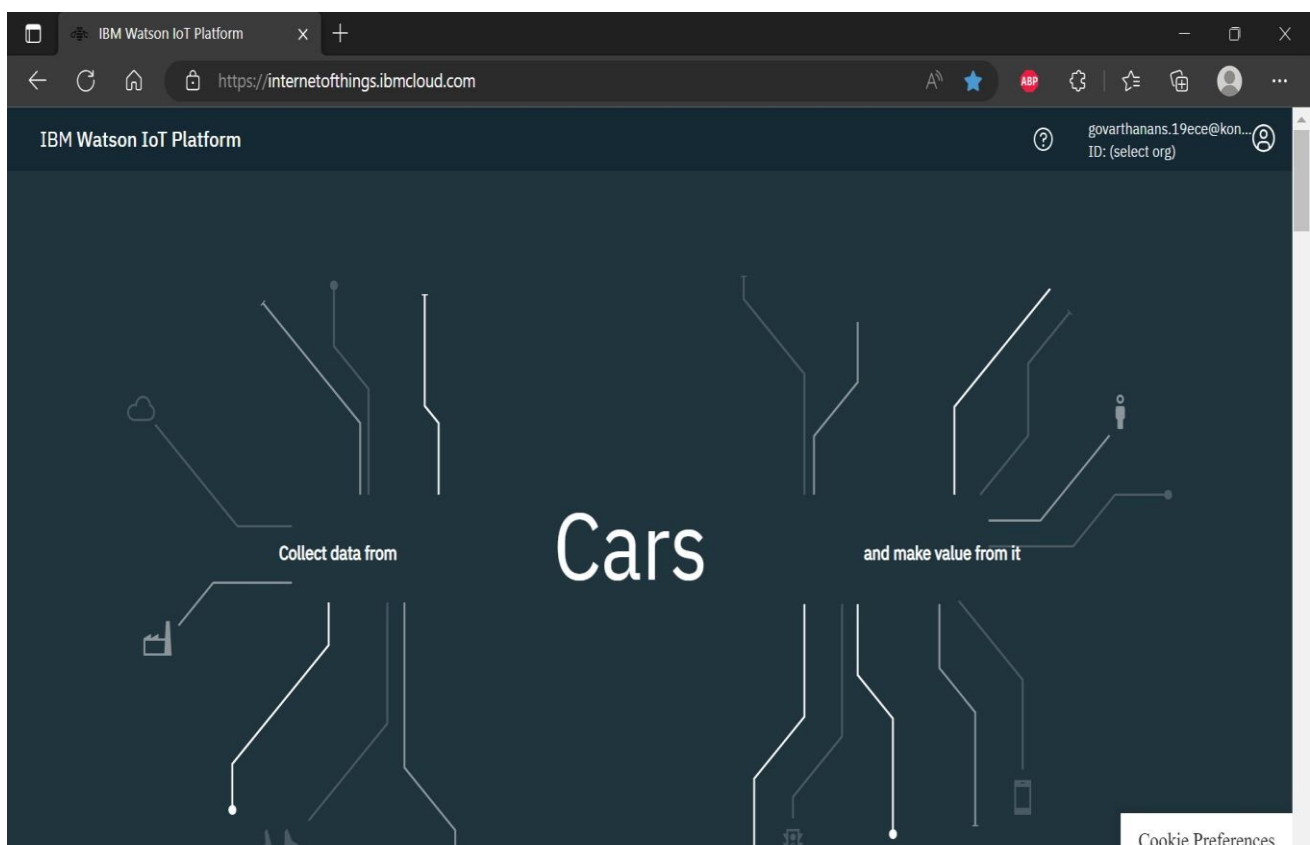 IBM Watson IoT Platform
https://internetofthings.ibmcloud.com
ABP
IBM Watson IoT Platform
govarthanans.19ece@kon...
ID: (select org)
Collect data from
Cars
and make value from it
Cookie Preferences